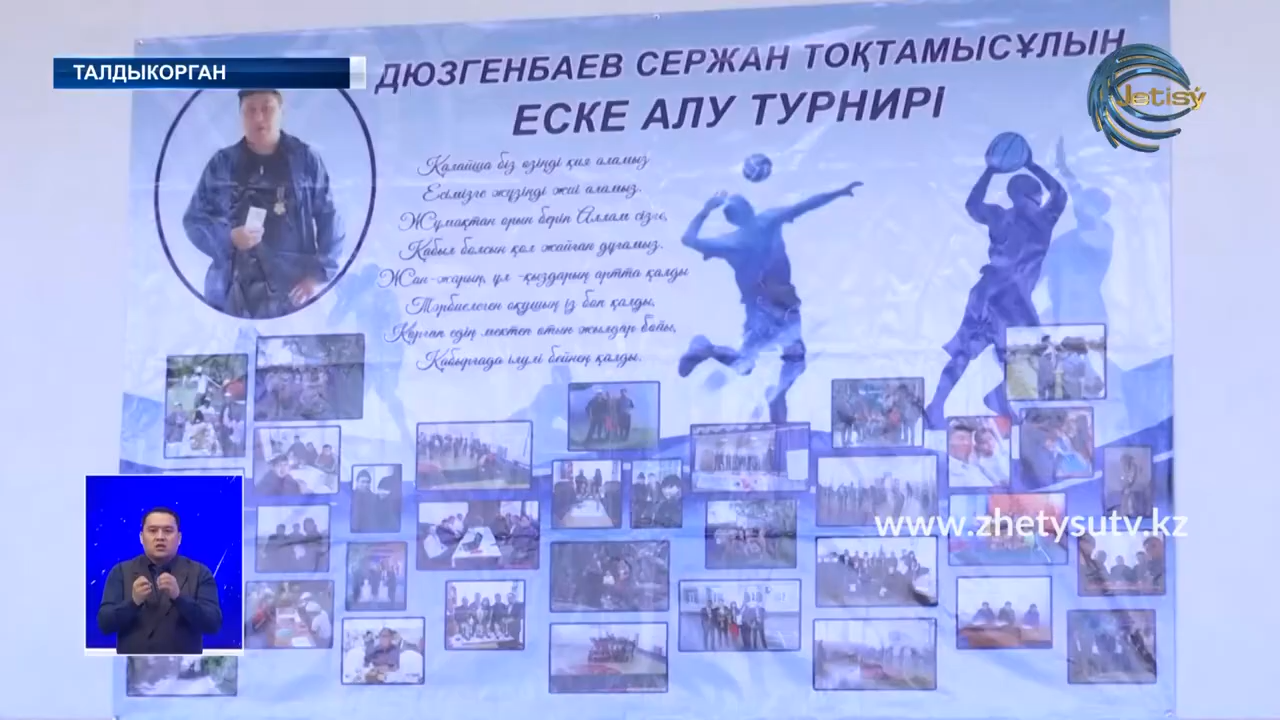 ТАЛДЫКОРГАН
ДЮЗГЕНБАЕВ СЕРЖАН ТОҚТАМЫСҰЛЫН
ЕСКЕ АЛУ ТУРНИРІ
Jetisý
Қалайша біз өзіңді қия аламыз
Есімізге жүзіңді жиі аламыз.
Жұмақтан орын беріп Аллам сізге,
Қабыл болсын қол жайған дұғамыз.
Жан-жарың, ұл -қыздарың артта қалды
Тәрбиелеген оқушың із боп қалды,
Қорған едің мектеп отын жылдар бойы,
Қабырғада ілулі бейнең қалды.
www.zhetysutv.kz